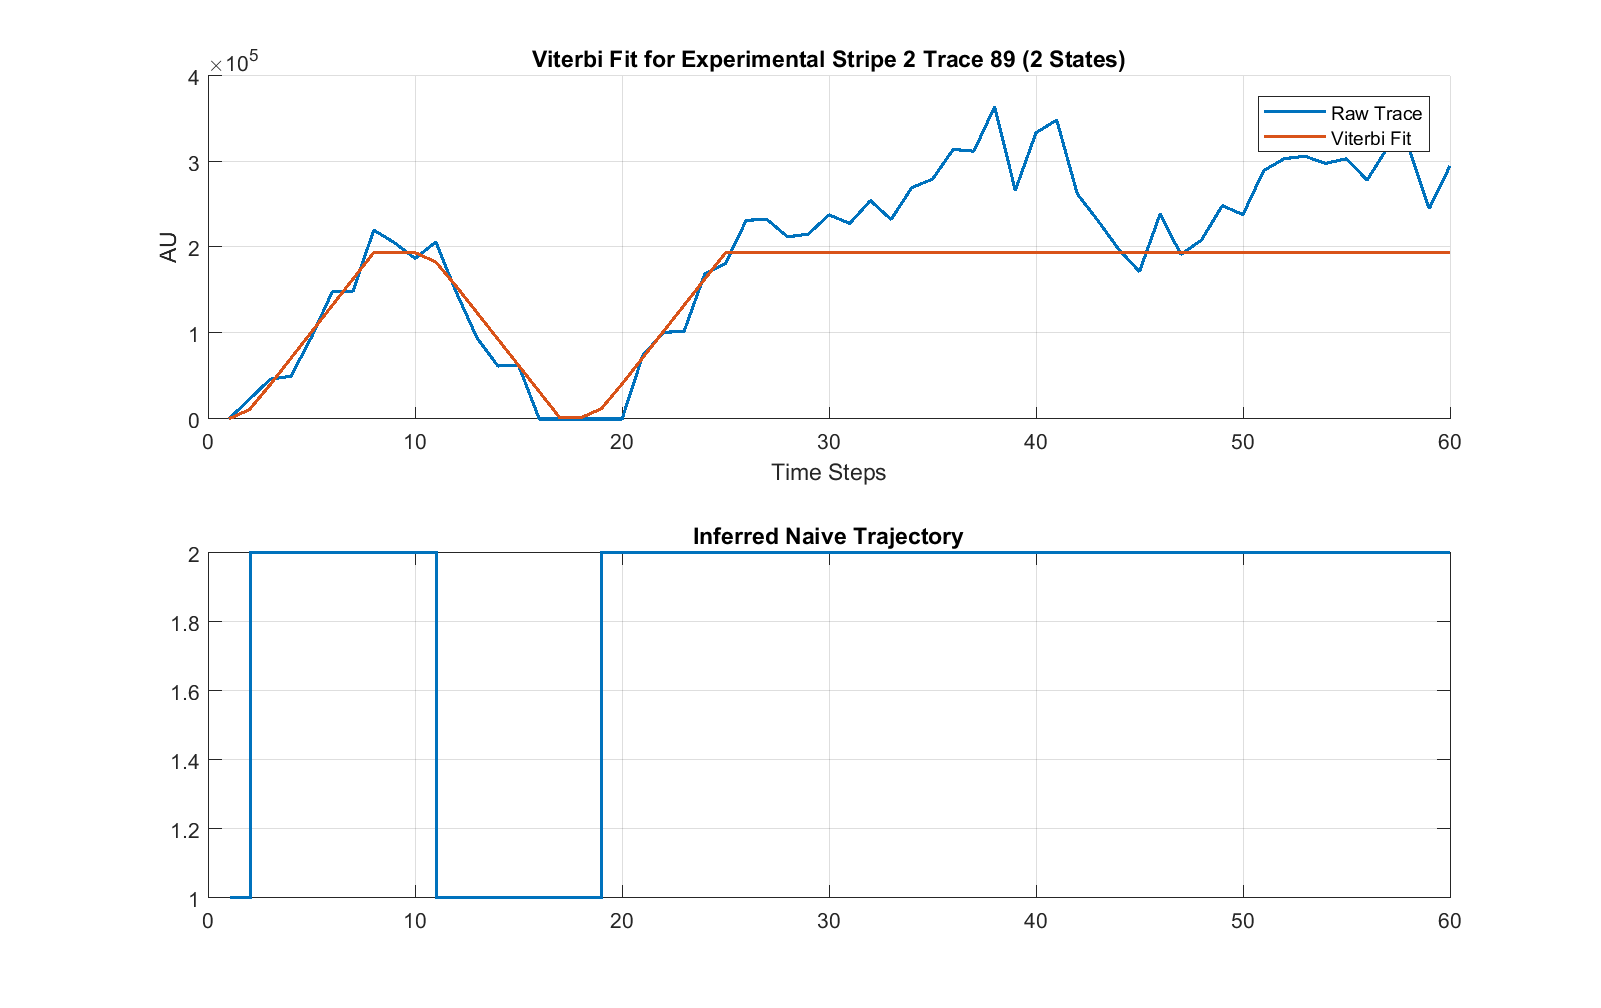 Viterbi Fit for Experimental Stripe 2 Trace 89 (2 States)
×10⁵
4
3
2
1
0
AU
Raw Trace
Viterbi Fit
0 10 20 30 40 50 60
Time Steps
Inferred Naive Trajectory
2
1.8
1.6
1.4
1.2
1
0 10 20 30 40 50 60